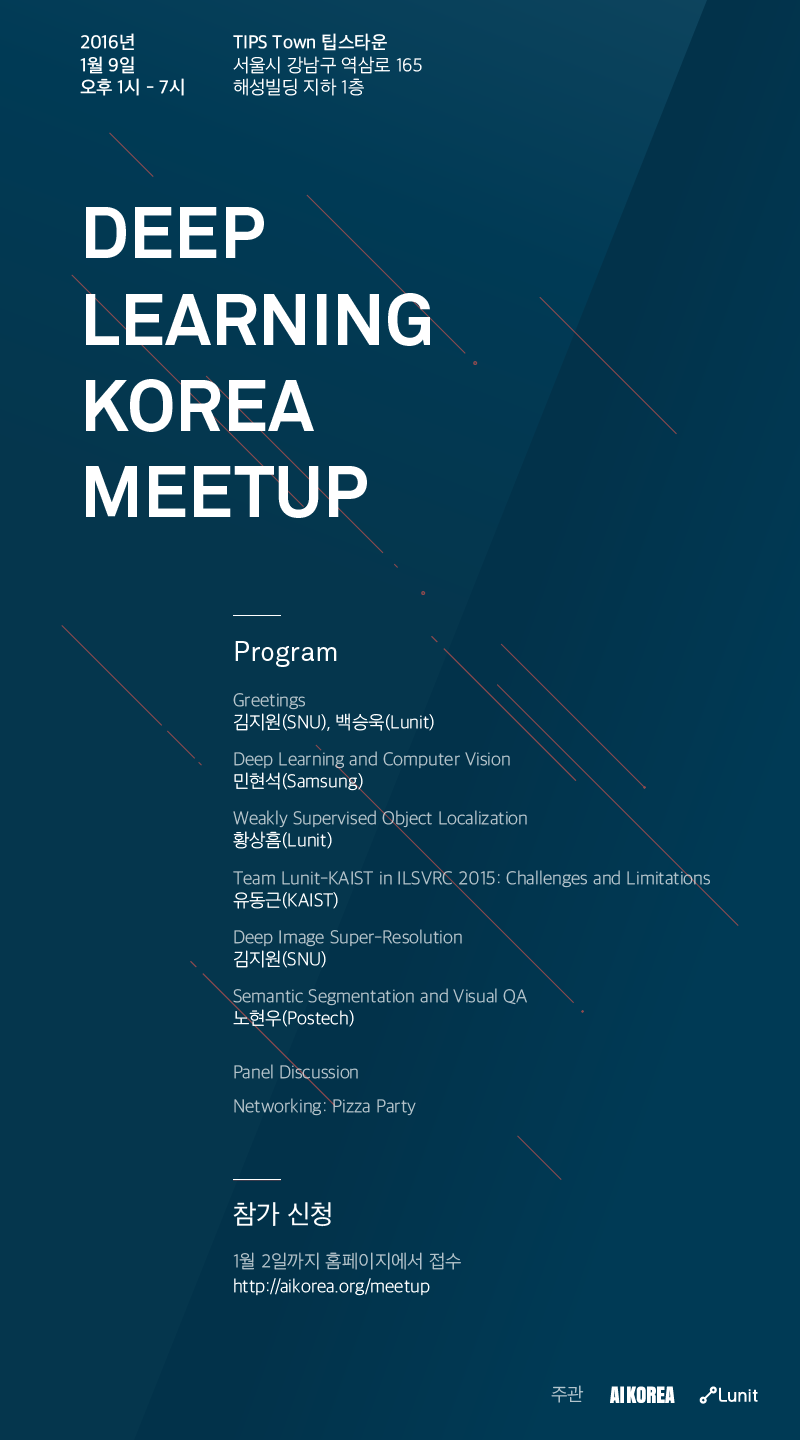 2016년
1월 9일
오후 1시 - 7시
TIPS Town 팁스타운
서울시 강남구 역삼로 165
해성빌딩 지하 1층
DEEP
LEARNING
KOREA
MEETUP
Program
Greetings
김지원(SNU), 백승욱(Lunit)
Deep Learning and Computer Vision
민현석(Samsung)
Weakly Supervised Object Localization
황상흠(Lunit)
Team Lunit-KAIST in ILSVRC 2015: Challenges and Limitations
유동근(KAIST)
Deep Image Super-Resolution
김지원(SNU)
Semantic Segmentation and Visual QA
노현우(Postech)
Panel Discussion
Networking: Pizza Party
참가 신청
1월 2일까지 홈페이지에서 접수
http://aikorea.org/meetup
주관 AI KOREA Lunit